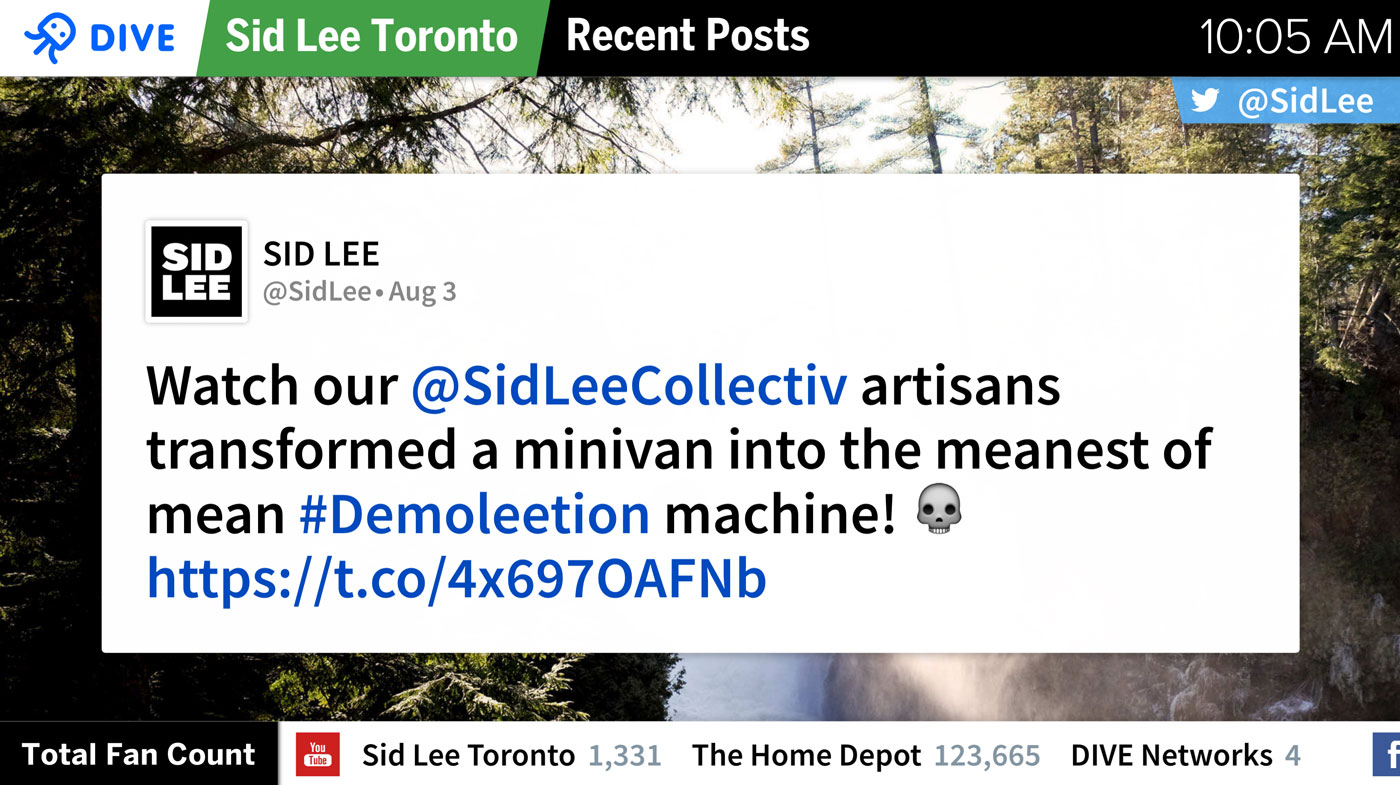 DIVE Sid Lee Toronto Recent Posts 10:05 AM
@SidLee
SID LEE
SID LEE
@SidLee • Aug 3
Watch our @SidLeeCollectiv artisans
transformed a minivan into the meanest of
mean #Demoleetion machine! 💀
https://t.co/4x697OAFNb
Total Fan Count You Tube Sid Lee Toronto 1,331 The Home Depot 123,665 DIVE Networks 4 f